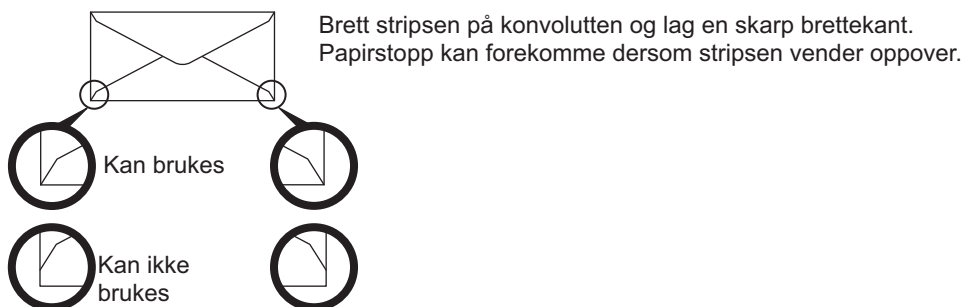 Brett stripsen på konvolutten og lag en skarp brettekant.
Papirstopp kan forekomme dersom stripsen vender oppover.
Kan brukes
Kan ikke
brukes